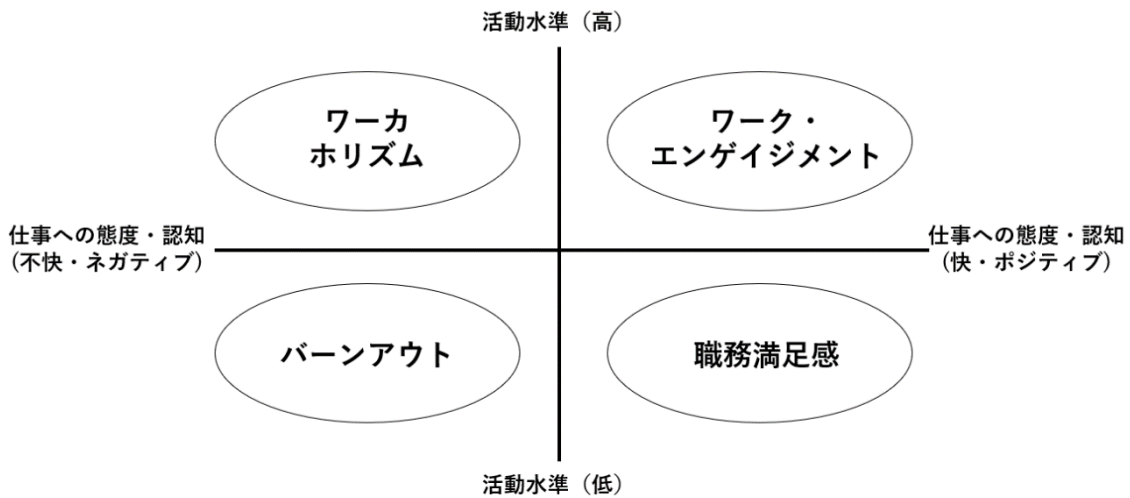 活動水準（高）
ワーカ
ホリズム
ワーク・
エンゲイジメント
仕事への態度・認知
(不快・ネガティブ)
仕事への態度・認知
(快・ポジティブ)
バーンアウト
職務満足感
活動水準（低）